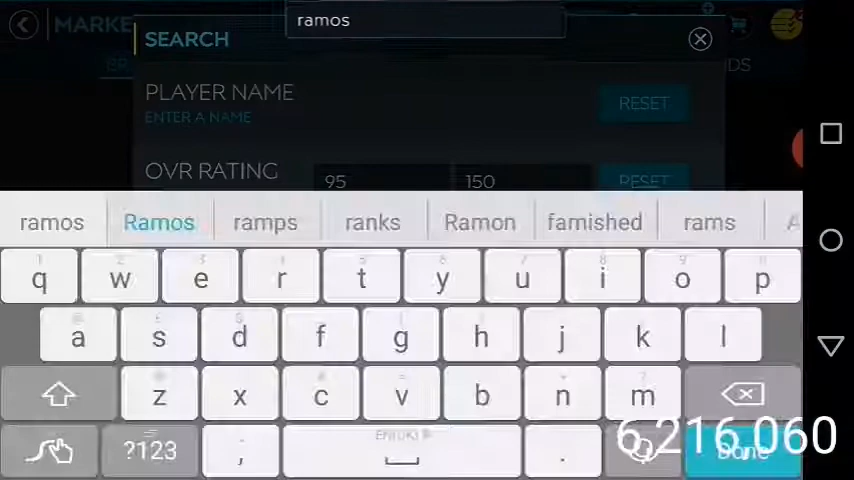 MARKE
ramos
SEARCH
DS
PLAYER NAME
RESET
ENTER A NAME
OVR RATING
95
150
RESET
ramos Ramos ramps ranks Ramon famished rams A
q w e r t y u i o p
a s d f g h j k l
z x c v b n m
?123 ; . Done
6,216,060